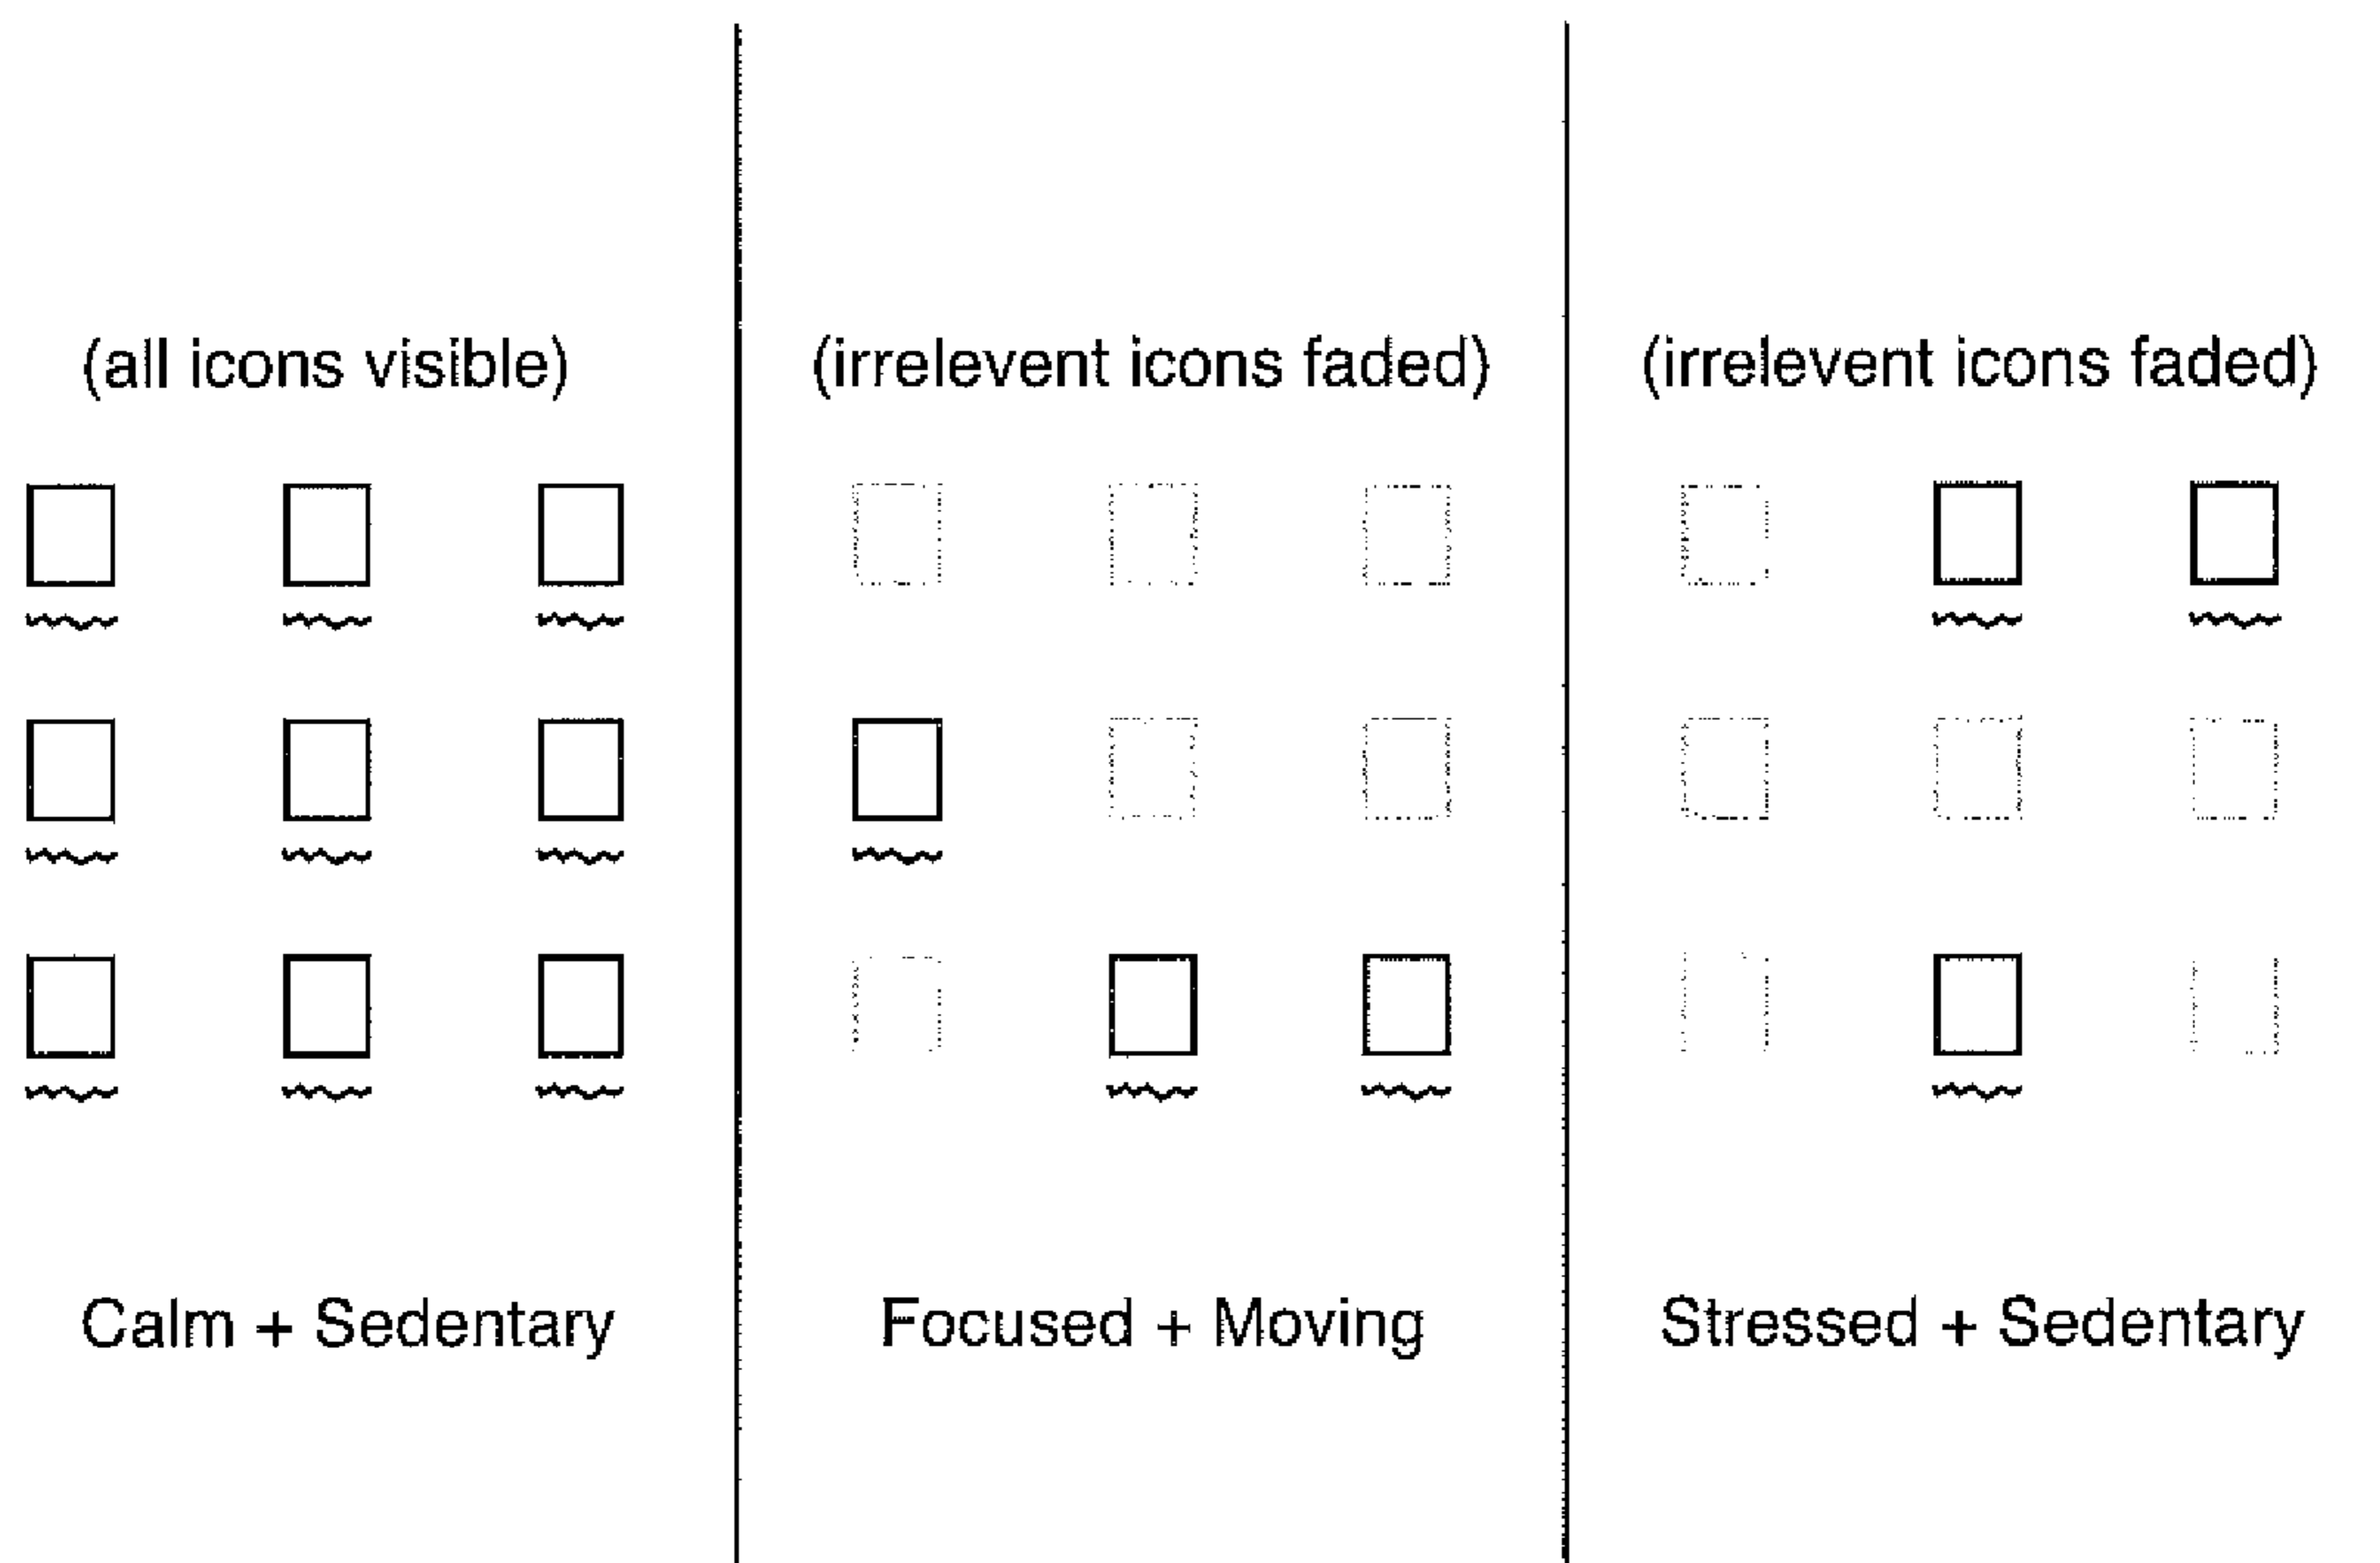 (all icons visible)
(irrelevent icons faded)
(irrelevent icons faded)
Calm + Sedentary
Focused + Moving
Stressed + Sedentary